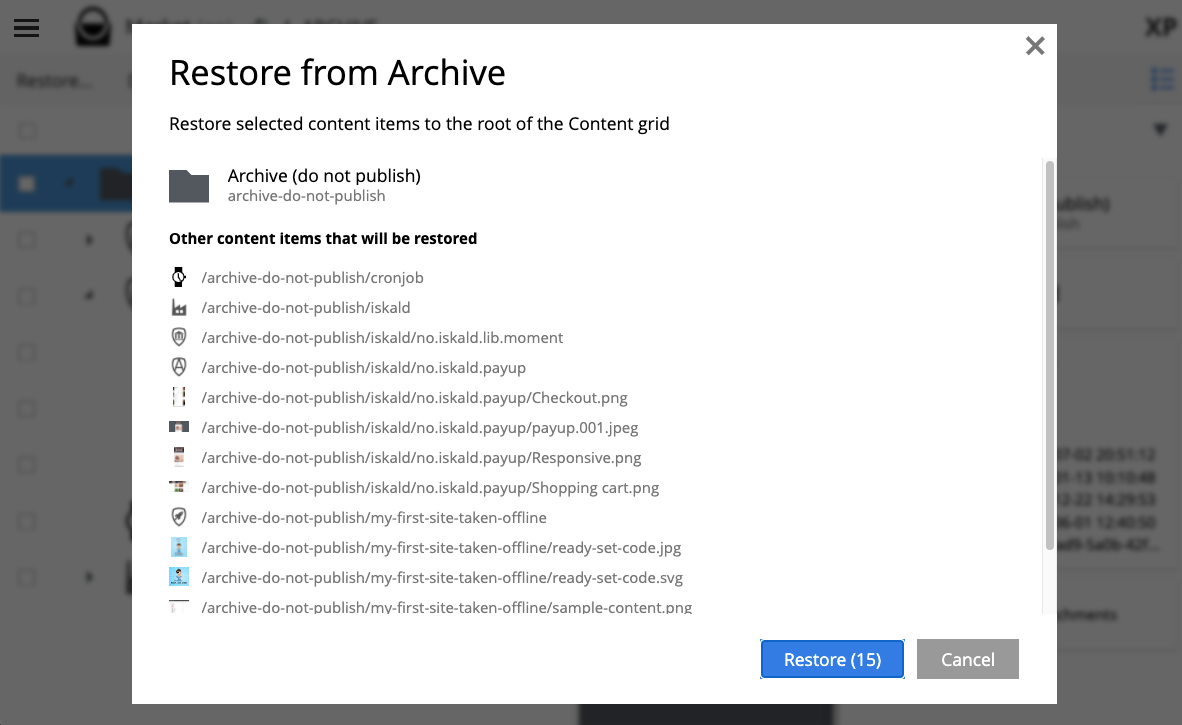 Market
ARCHIVE
XP
Restore...
Restore from Archive
Restore selected content items to the root of the Content grid
Archive (do not publish)
archive-do-not-publish
Other content items that will be restored
/archive-do-not-publish/cronjob
/archive-do-not-publish/iskald
/archive-do-not-publish/iskald/no.iskald.lib.moment
/archive-do-not-publish/iskald/no.iskald.payup
/archive-do-not-publish/iskald/no.iskald.payup/Checkout.png
/archive-do-not-publish/iskald/no.iskald.payup/payup.001.jpeg
/archive-do-not-publish/iskald/no.iskald.payup/Responsive.png
/archive-do-not-publish/iskald/no.iskald.payup/Shopping cart.png
/archive-do-not-publish/my-first-site-taken-offline
/archive-do-not-publish/my-first-site-taken-offline/ready-set-code.jpg
/archive-do-not-publish/my-first-site-taken-offline/ready-set-code.svg
/archive-do-not-publish/my-first-site-taken-offline/sample-content.png
Restore (15)
Cancel